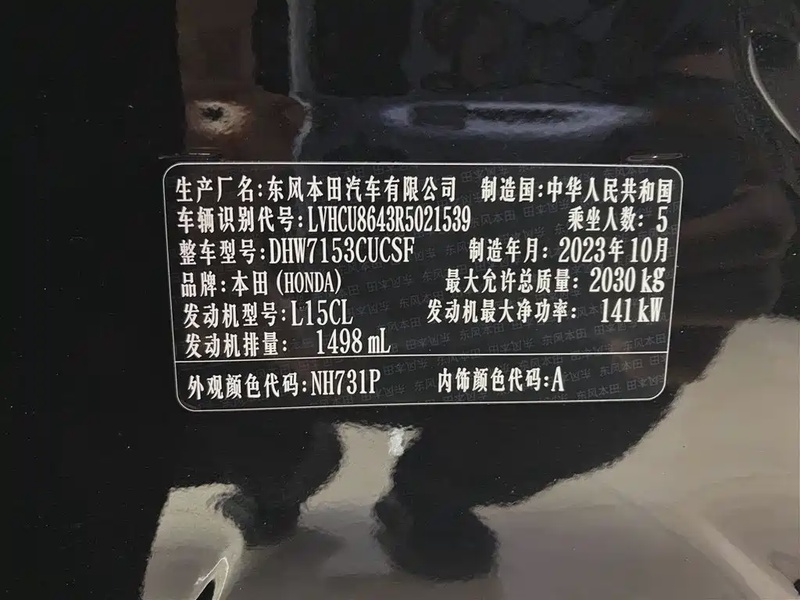 生产厂名:东风本田汽车有限公司 制造国:中华人民共和国
车辆识别代号:LVHCU8643R5021539 乘坐人数:5
整车型号:DHW7153CUCSF 制造年月:2023年10月
品牌:本田(HONDA) 最大允许总质量:2030kg
发动机型号:L15CL 发动机最大净功率:141kW
发动机排量: 1498mL
外观颜色代码:NH731P 内饰颜色代码:A